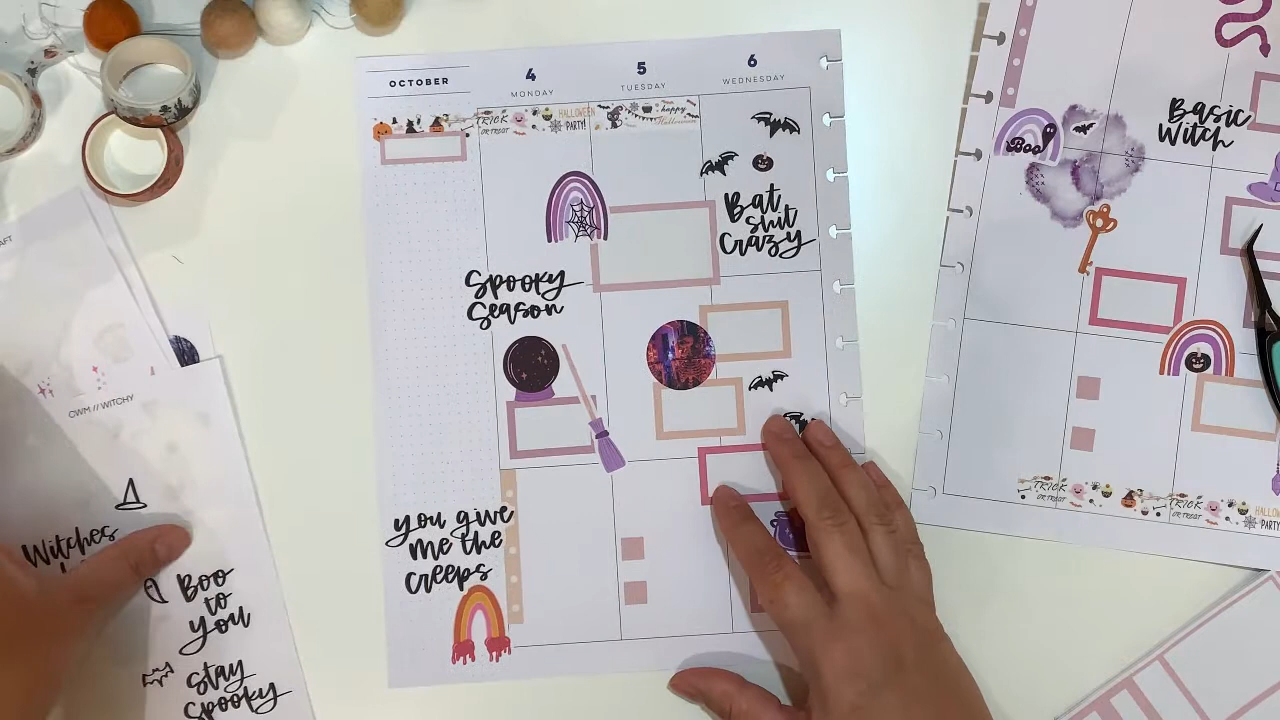 OCTOBER
4
MONDAY
5
TUESDAY
6
WEDNESDAY
TRICK
OR TREAT
HALLOWEEN
PARTY!
happy
Halloween
Bat
shit
Crazy
Spooky
Season
you give
me the
creeps
Boo
Basic
Witch
TRICK
OR TREAT
TRICK
OR TREAT
PARTY
CWM // WITCHY
Witches
Boo
to
you
Stay
Spooky